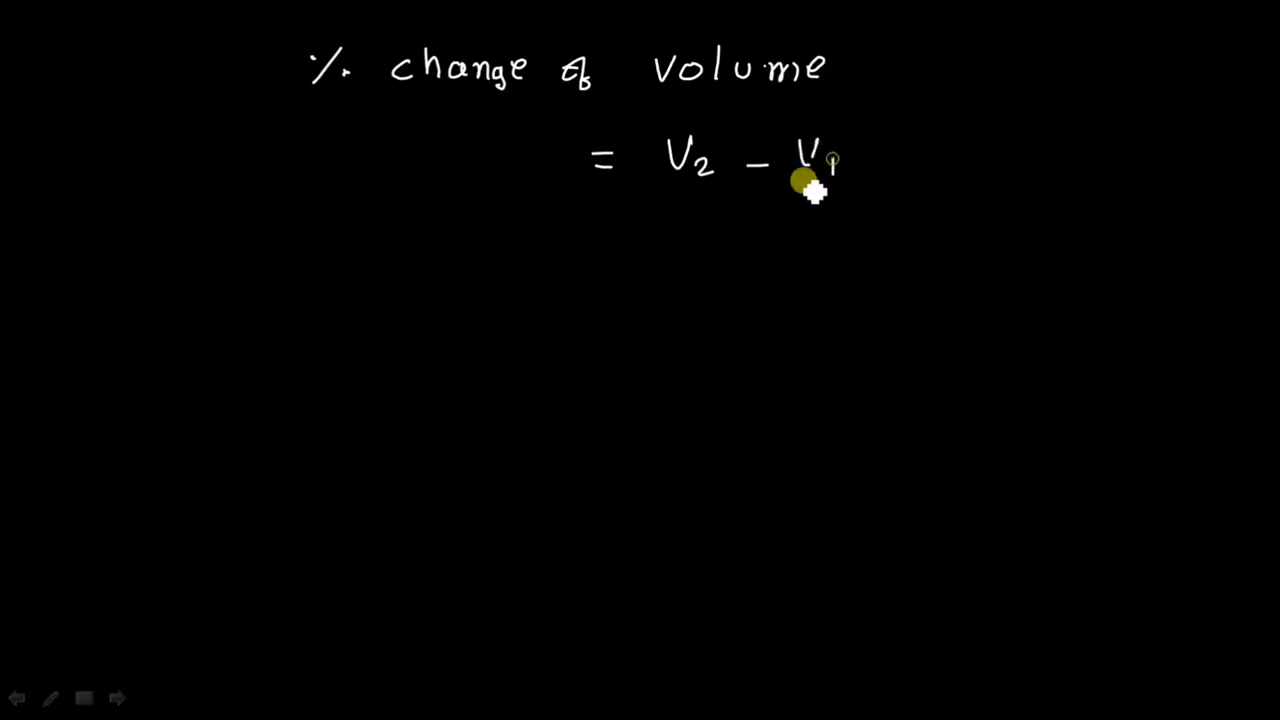 % change of volume
= V₂ - V₁